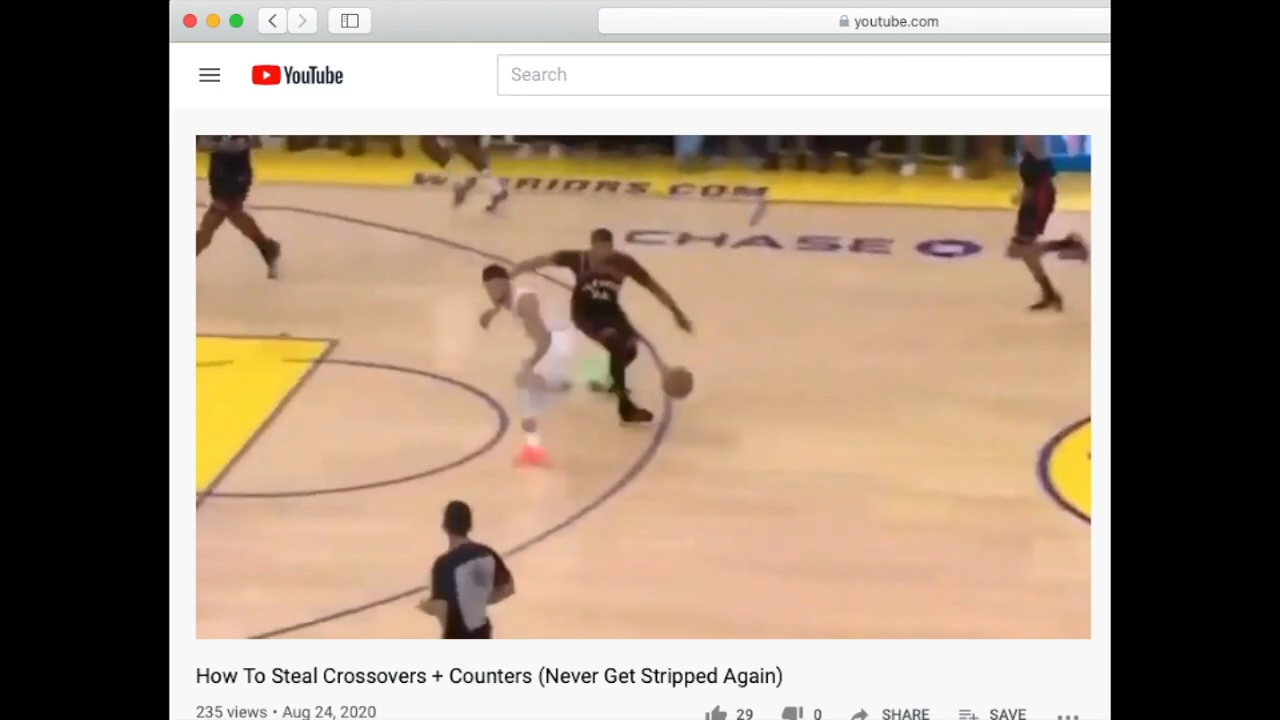 youtube.com
YouTube
Search
WARRIORS.COM
CHASE
How To Steal Crossovers + Counters (Never Get Stripped Again)
235 views • Aug 24, 2020
29
0
SHARE
SAVE